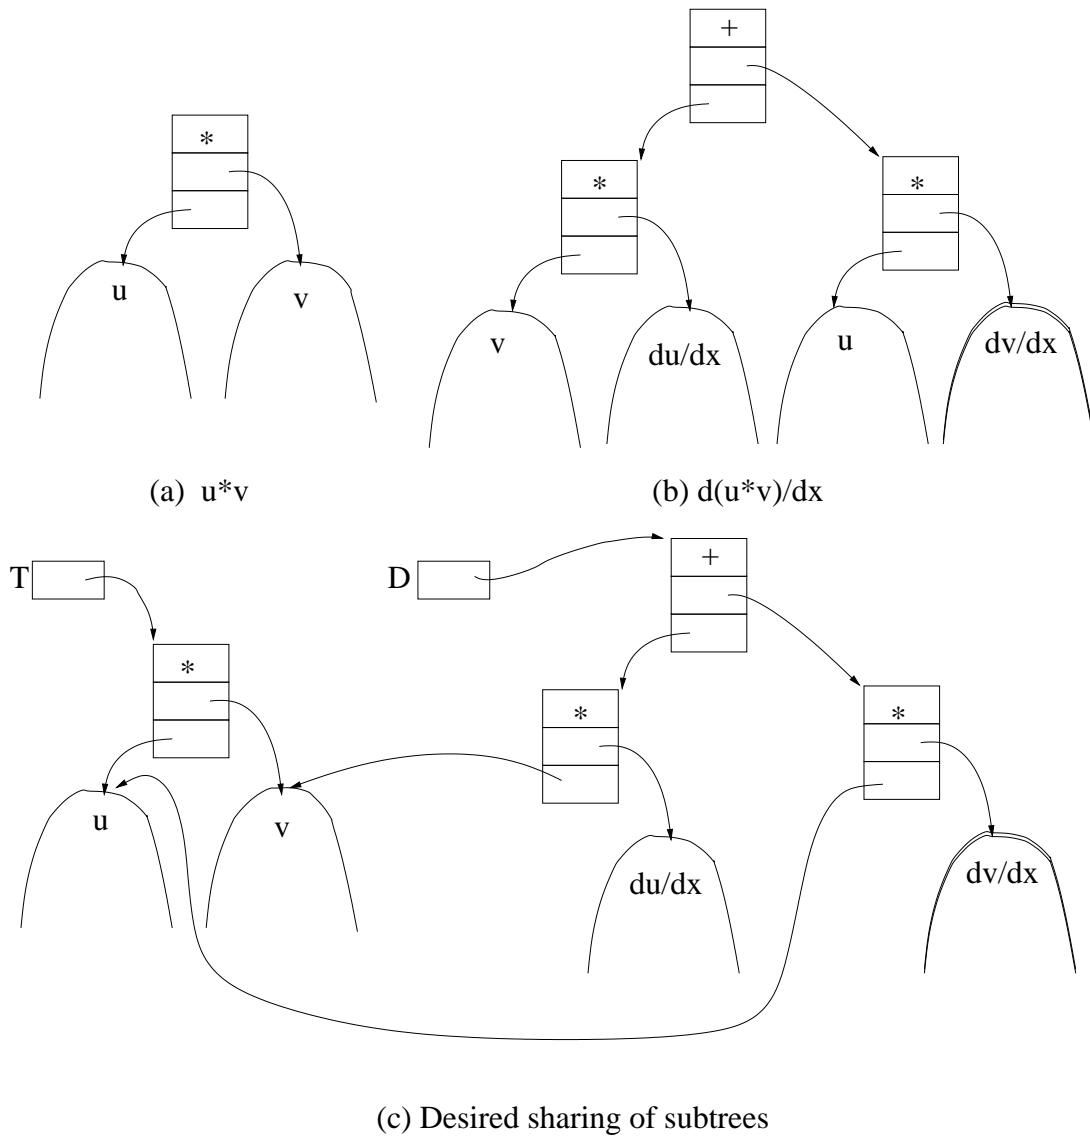 +
*
*
*
u
v
v
du/dx
u
dv/dx
(a) u*v
(b) d(u*v)/dx
T
D
+
*
*
*
u
v
du/dx
dv/dx
(c) Desired sharing of subtrees